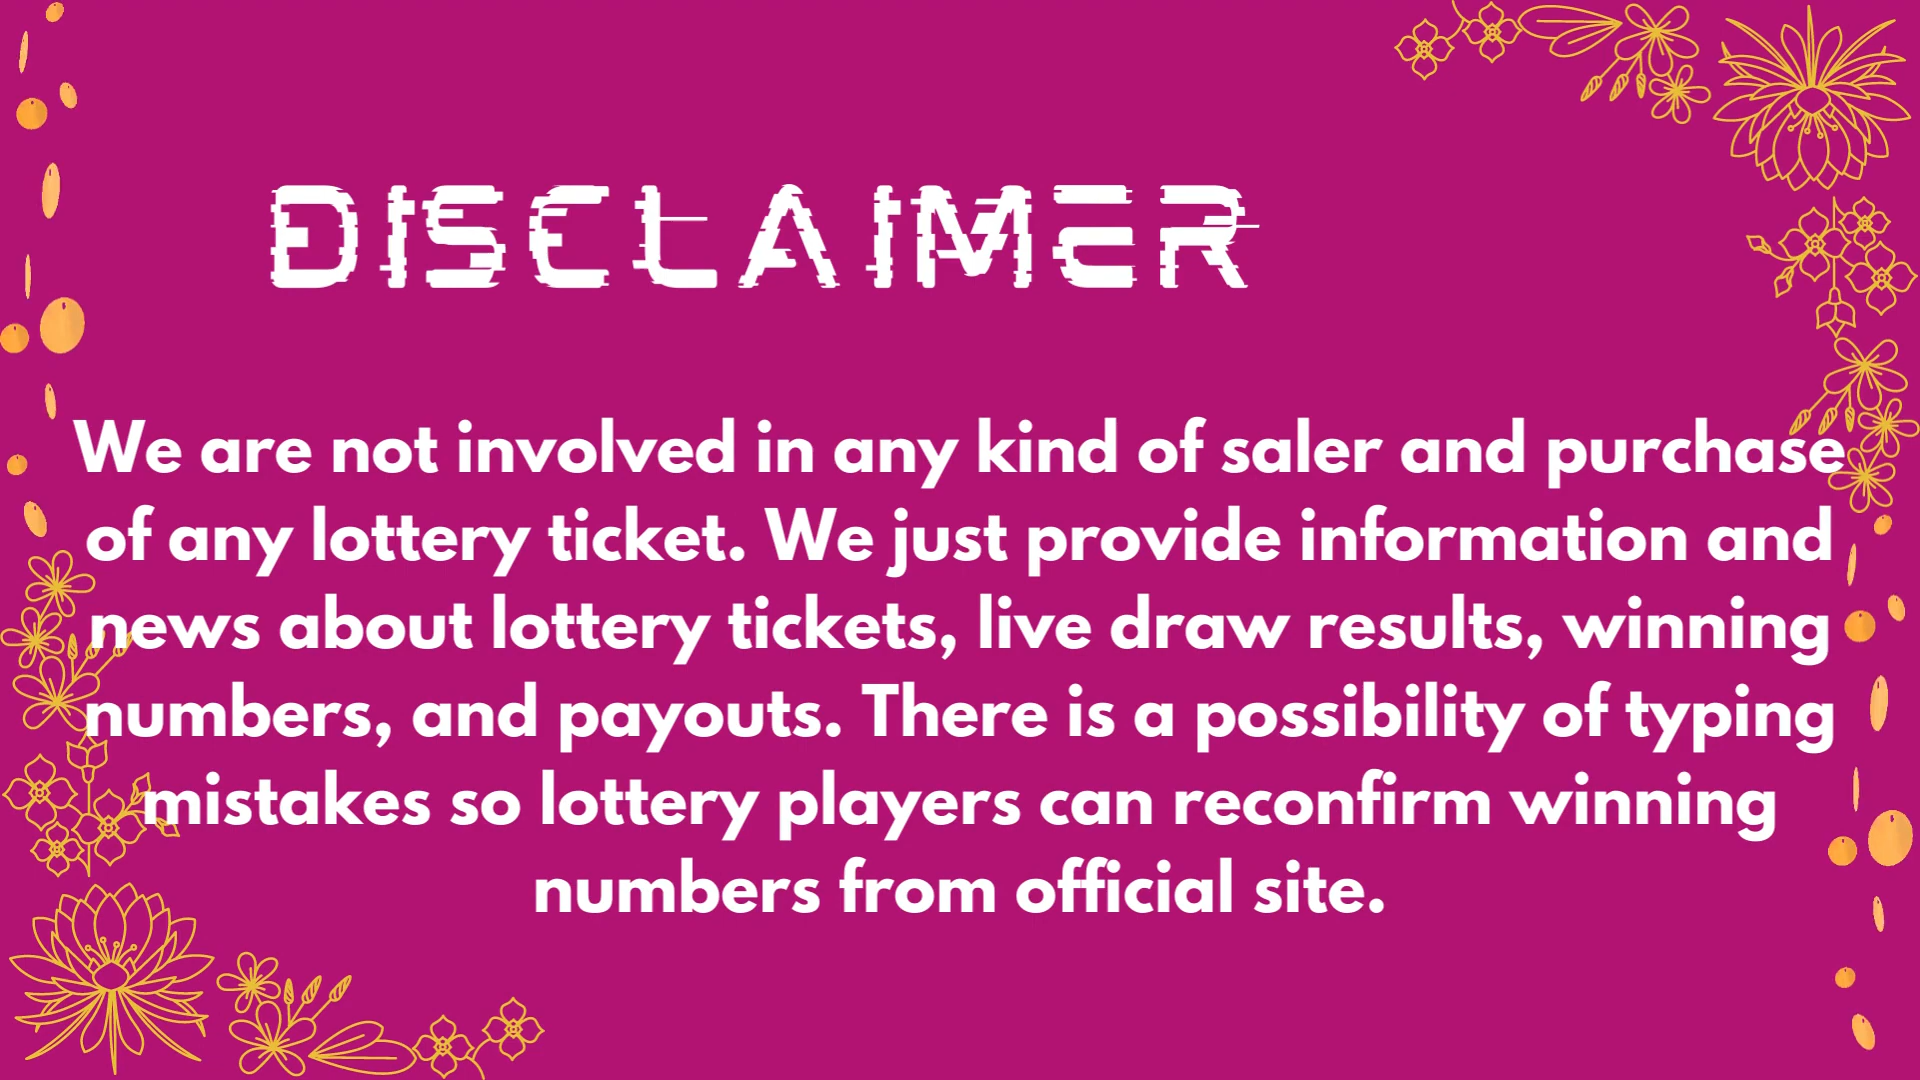 DISCLAIMER
We are not involved in any kind of saler and purchase
of any lottery ticket. We just provide information and
news about lottery tickets, live draw results, winning
numbers, and payouts. There is a possibility of typing
mistakes so lottery players can reconfirm winning
numbers from official site.